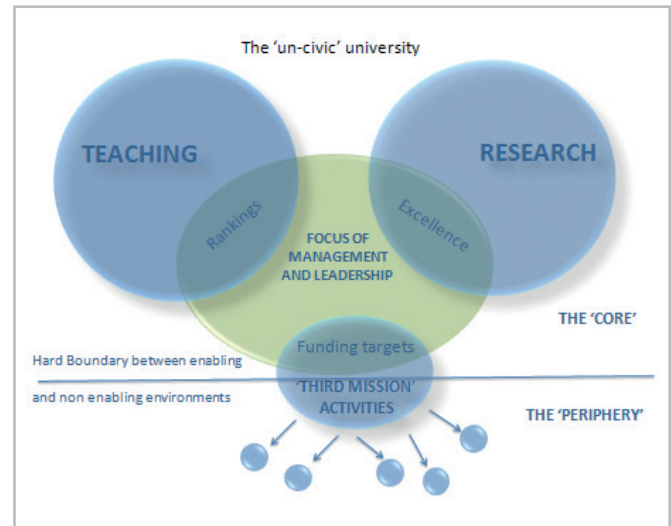 The 'un-civic' university
TEACHING
RESEARCH
Rankings
Excellence
FOCUS OF
MANAGEMENT
AND LEADERSHIP
THE 'CORE'
Funding targets
Hard Boundary between enabling
and non enabling environments
'THIRD MISSION'
ACTIVITIES
THE 'PERIPHERY'